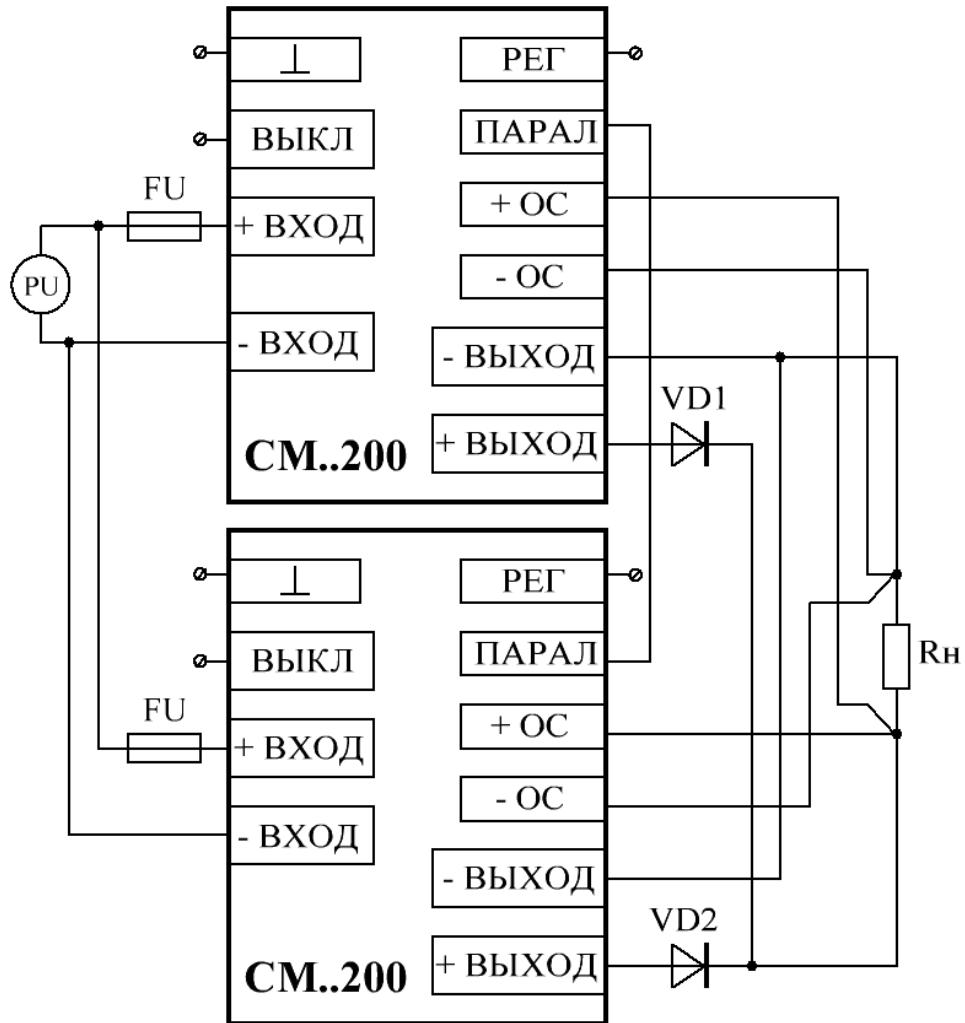 ⊥ РЕГ
ВЫКЛ ПАРАЛ
FU + ВХОД + ОС
PU - ОС
- ВХОД - ВЫХОД
VD1
СМ..200 + ВЫХОД
⊥ РЕГ
ВЫКЛ ПАРАЛ
Rн
FU + ВХОД + ОС
- ОС
- ВХОД
- ВЫХОД
VD2
СМ..200 + ВЫХОД